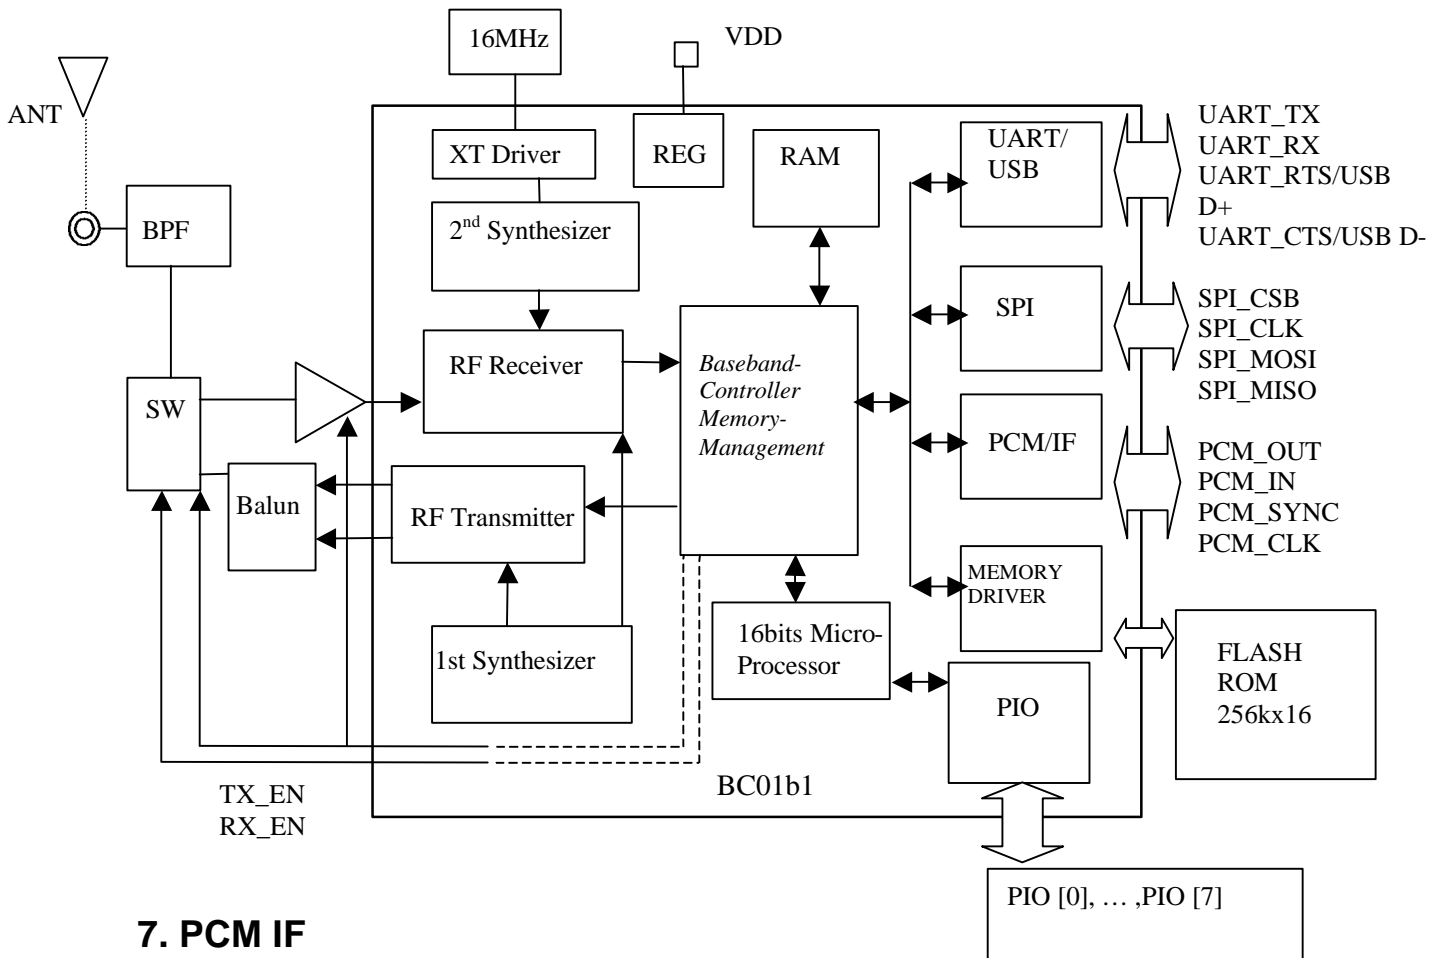 16MHz
VDD
ANT
XT Driver
REG
RAM
UART/
USB
UART_TX
UART_RX
UART_RTS/USB
D+
UART_CTS/USB D-
BPF
2nd Synthesizer
SPI
SPI_CSB
SPI_CLK
SPI_MOSI
SPI_MISO
SW
RF Receiver
Baseband-
Controller
Memory-
Management
PCM/IF
PCM_OUT
PCM_IN
PCM_SYNC
PCM_CLK
Balun
RF Transmitter
MEMORY
DRIVER
1st Synthesizer
16bits Micro-
Processor
FLASH
ROM
256kx16
PIO
BC01b1
TX_EN
RX_EN
PIO [0], … ,PIO [7]
7. PCM IF